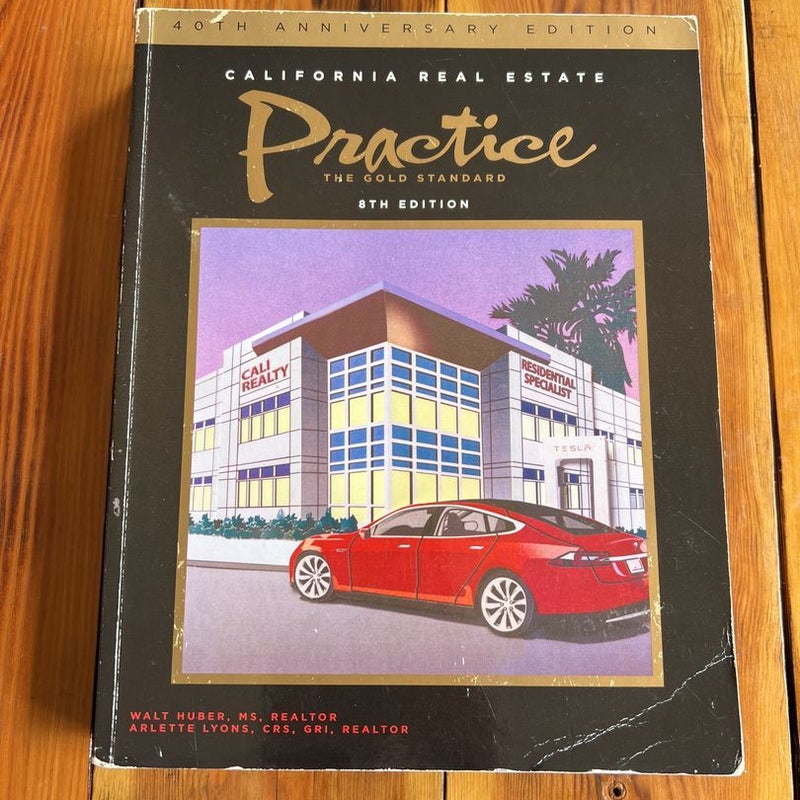 40TH ANNIVERSARY EDITION
CALIFORNIA REAL ESTATE
Practice
THE GOLD STANDARD
8TH EDITION
CALI
REALTY
RESIDENTIAL
SPECIALIST
TESLA
WALT HUBER, MS, REALTOR
ARLETTE LYONS, CRS, GRI, REALTOR